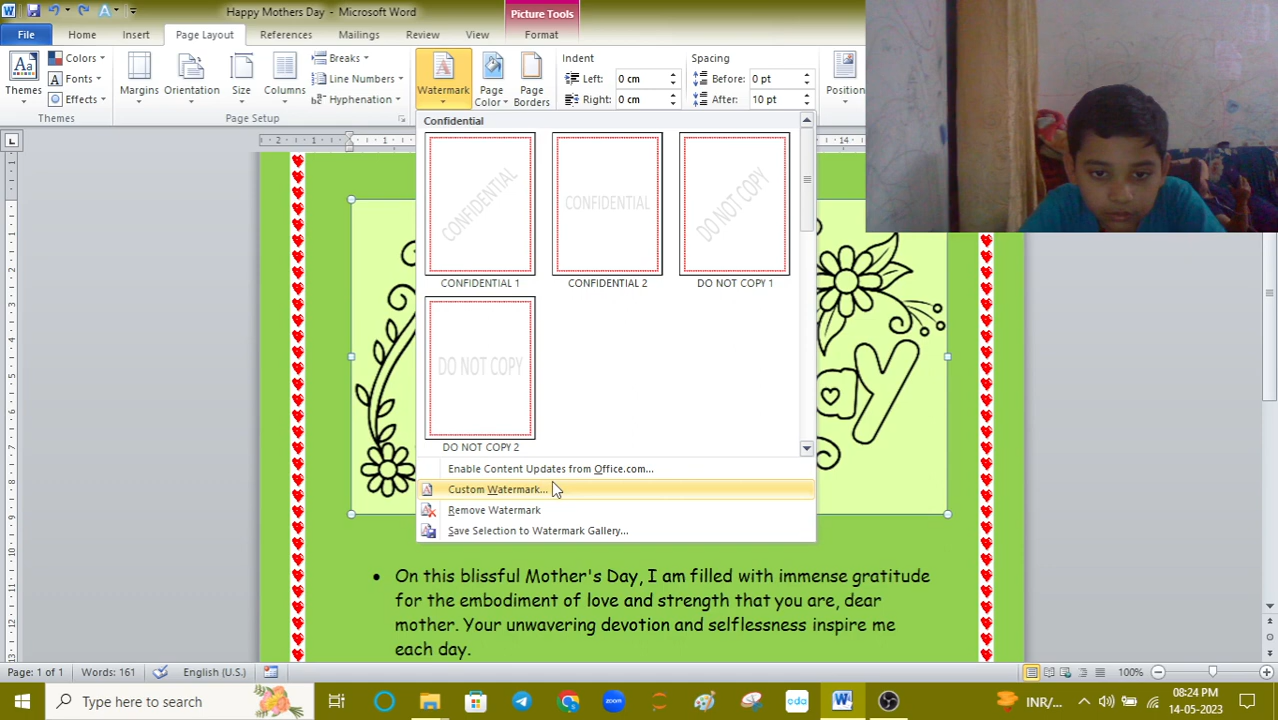 Happy Mothers Day - Microsoft Word
Picture Tools
File Home Insert Page Layout References Mailings Review View Format
Themes
Colors
Fonts
Effects
Themes
Margins
Orientation
Size
Columns
Breaks
Line Numbers
Hyphenation
Page Setup
Watermark
Page Color
Page Borders
Indent
Left: 0 cm
Right: 0 cm
Spacing
Before: 0 pt
After: 10 pt
Position
Confidential
CONFIDENTIAL
CONFIDENTIAL
DO NOT COPY
CONFIDENTIAL 1
CONFIDENTIAL 2
DO NOT COPY 1
DO NOT COPY
DO NOT COPY 2
Enable Content Updates from Office.com...
Custom Watermark...
Remove Watermark
Save Selection to Watermark Gallery...
ay
• On this blissful Mother's Day, I am filled with immense gratitude
for the embodiment of love and strength that you are, dear
mother. Your unwavering devotion and selflessness inspire me
each day.
Page: 1 of 1 Words: 161 English (U.S.) 100%
Type here to search
zoom
oda
INR/...
08:24 PM
14-05-2023